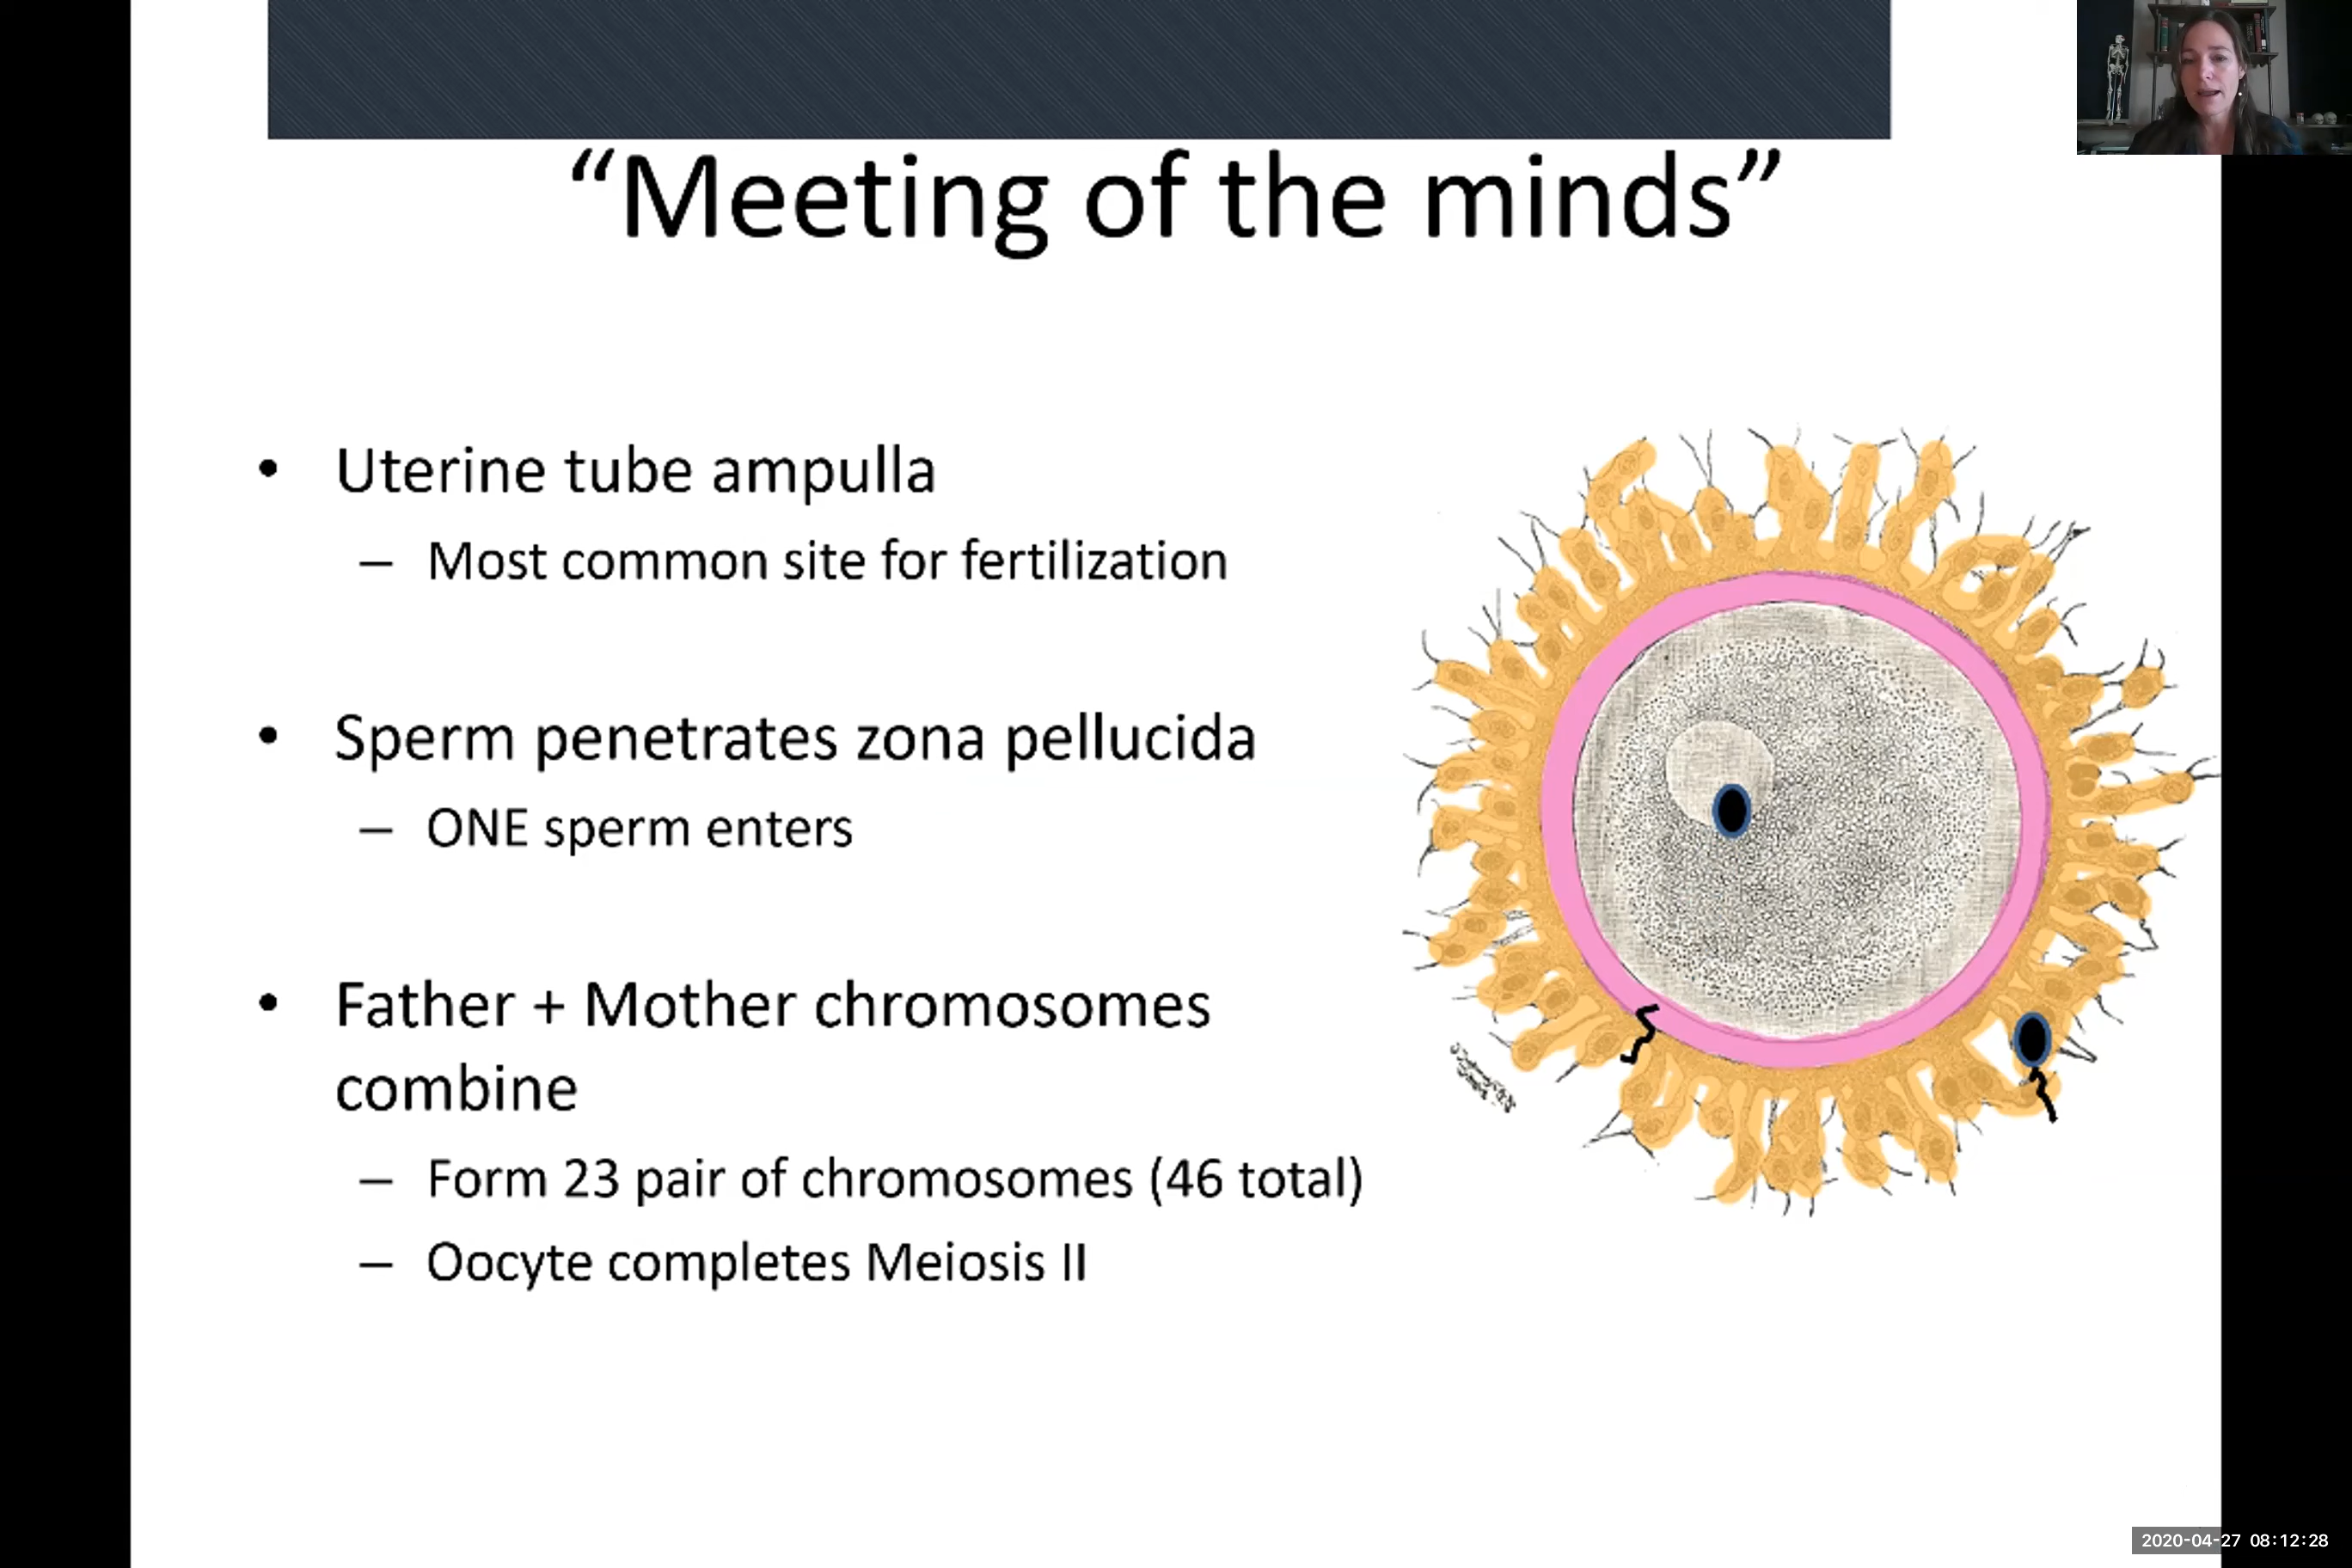 “Meeting of the minds”
• Uterine tube ampulla
– Most common site for fertilization
• Sperm penetrates zona pellucida
– ONE sperm enters
• Father + Mother chromosomes
combine
– Form 23 pair of chromosomes (46 total)
– Oocyte completes Meiosis II
2020-04-27 08:12:28